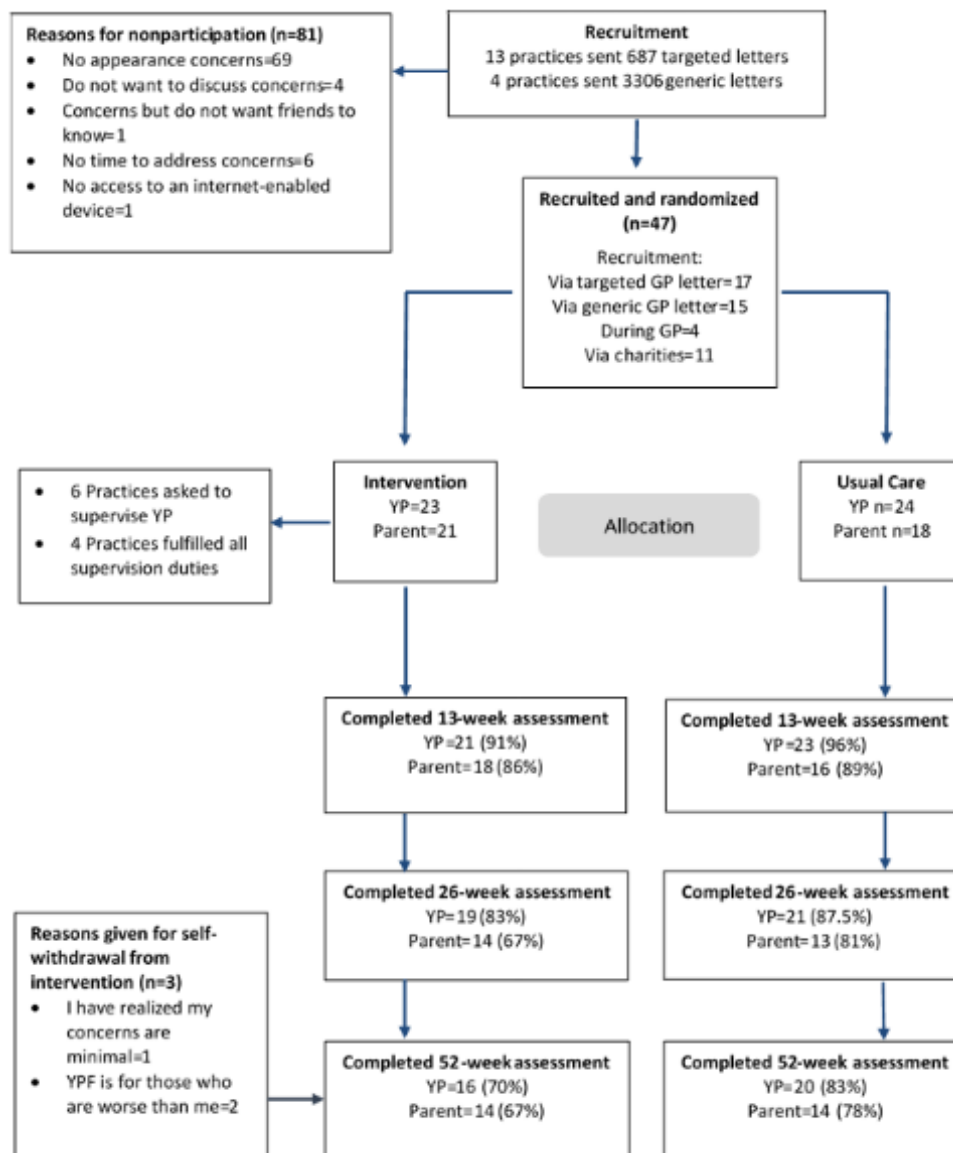 Reasons for nonparticipation (n=81)
• No appearance concerns=69
• Do not want to discuss concerns=4
• Concerns but do not want friends to
know=1
• No time to address concerns=6
• No access to an internet-enabled
device=1
Recruitment
13 practices sent 687 targeted letters
4 practices sent 3306 generic letters
Recruited and randomized
(n=47)
Recruitment:
Via targeted GP letter=17
Via generic GP letter=15
During GP=4
Via charities=11
• 6 Practices asked to
supervise YP
• 4 Practices fulfilled all
supervision duties
Intervention
YP=23
Parent=21
Allocation
Usual Care
YP n=24
Parent n=18
Completed 13-week assessment
YP=21 (91%)
Parent=18 (86%)
Completed 13-week assessment
YP=23 (96%)
Parent=16 (89%)
Completed 26-week assessment
YP=19 (83%)
Parent=14 (67%)
Completed 26-week assessment
YP=21 (87.5%)
Parent=13 (81%)
Reasons given for self-
withdrawal from
intervention (n=3)
• I have realized my
concerns are
minimal=1
• YPF is for those who
are worse than me=2
Completed 52-week assessment
YP=16 (70%)
Parent=14 (67%)
Completed 52-week assessment
YP=20 (83%)
Parent=14 (78%)